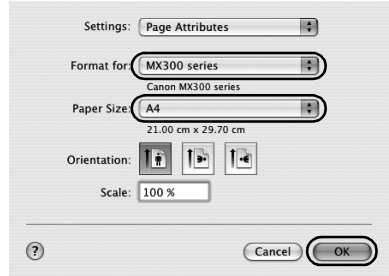 Settings: Page Attributes
Format for: MX300 series
Canon MX300 series
Paper Size: A4
21.00 cm x 29.70 cm
Orientation:
Scale: 100 %
? Cancel OK